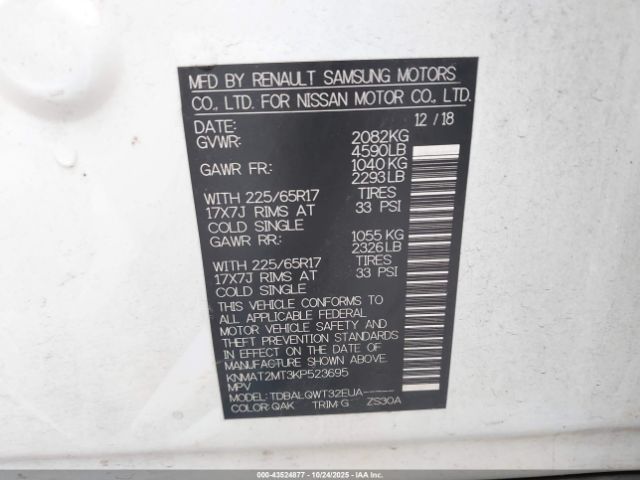 MFD BY RENAULT SAMSUNG MOTORS
CO., LTD. FOR NISSAN MOTOR CO., LTD.
DATE: 12 / 18
GVWR: 2082KG
4590LB
GAWR FR: 1040 KG
2293LB
WITH 225/65R17 TIRES
17X7J RIMS AT 33 PSI
COLD SINGLE
GAWR RR: 1055 KG
2326LB
WITH 225/65R17 TIRES
17X7J RIMS AT 33 PSI
COLD SINGLE
THIS VEHICLE CONFORMS TO
ALL APPLICABLE FEDERAL
MOTOR VEHICLE SAFETY AND
THEFT PREVENTION STANDARDS
IN EFFECT ON THE DATE OF
MANUFACTURE SHOWN ABOVE.
KNMAT2MT3KP523695
MPV
MODEL: TDBALQWT32EUA-----
COLOR: QAK TRIM: G ZS30A
000-43524877 • 10/24/2025 • IAAI.COM